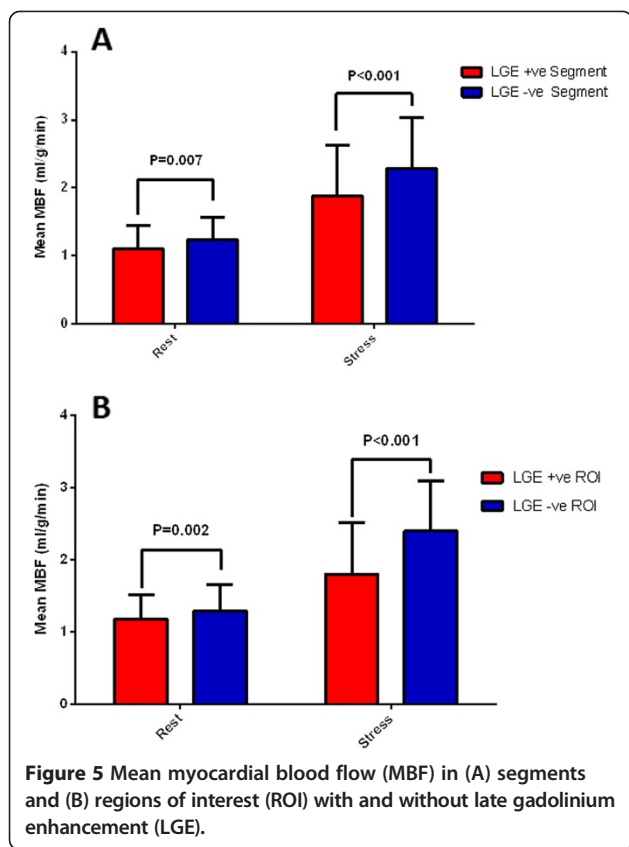 A
4
3
2
1
0
Mean MBF (ml/g/min)
P=0.007
P<0.001
LGE +ve Segment
LGE -ve Segment
Rest
Stress
B
4
3
2
1
0
Mean MBF (ml/g/min)
P=0.002
P<0.001
LGE +ve ROI
LGE -ve ROI
Rest
Stress
Figure 5 Mean myocardial blood flow (MBF) in (A) segments
and (B) regions of interest (ROI) with and without late gadolinium
enhancement (LGE).